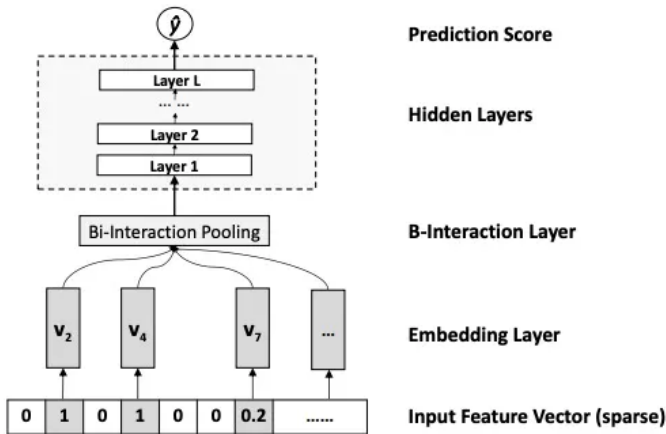 ŷ Prediction Score
Layer L
... ...
Layer 2
Layer 1
Hidden Layers
Bi-Interaction Pooling B-Interaction Layer
v2 v4 v7 ... Embedding Layer
0 1 0 1 0 0 0.2 ...... Input Feature Vector (sparse)